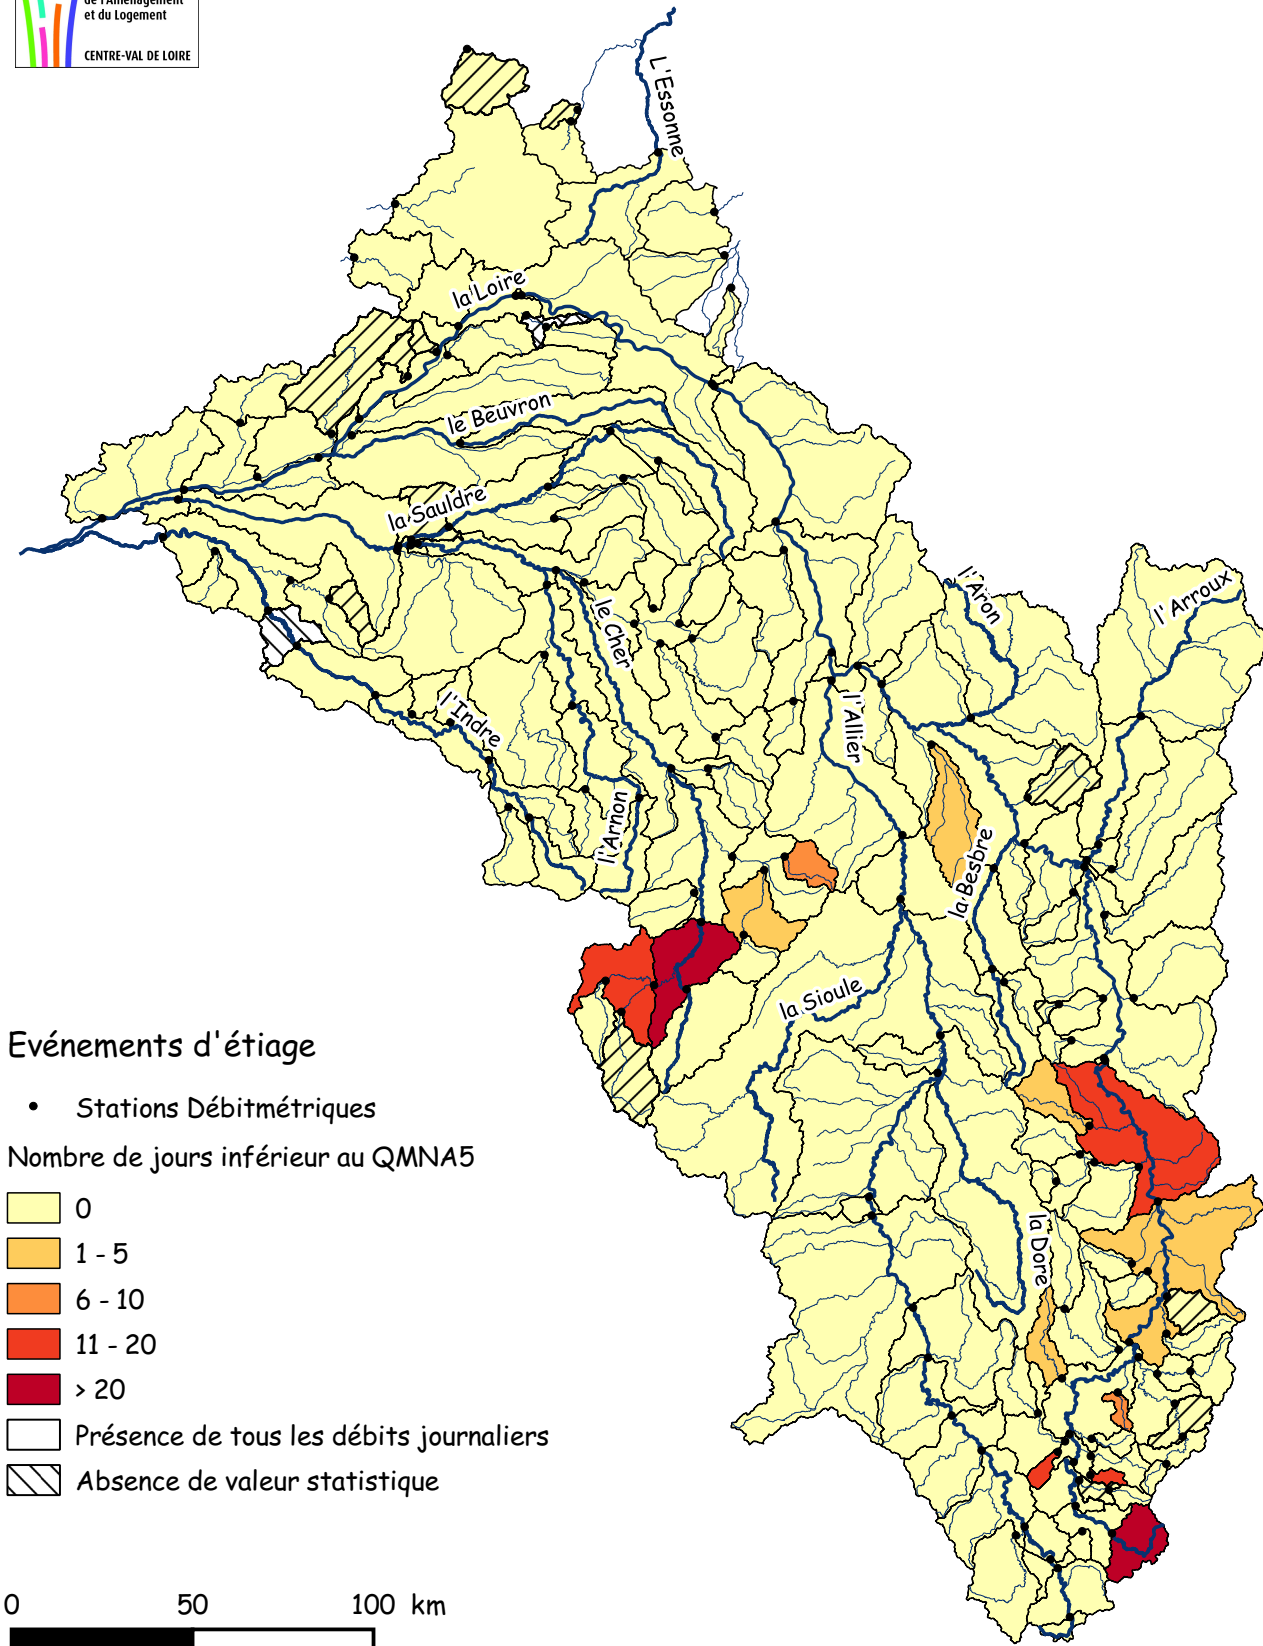 de l'Aménagement
et du Logement
CENTRE-VAL DE LOIRE
L'Essonne
la Loire
le Beuvron
la Sauldre
le Cher
l'Aron
l'Arroux
l'Indre
l'Allier
l'Arnon
la Besbre
la Sioule
la Dore
Evénements d'étiage
Stations Débitmétriques
Nombre de jours inférieur au QMNA5
0
1 - 5
6 - 10
11 - 20
> 20
Présence de tous les débits journaliers
Absence de valeur statistique
0 50 100 km